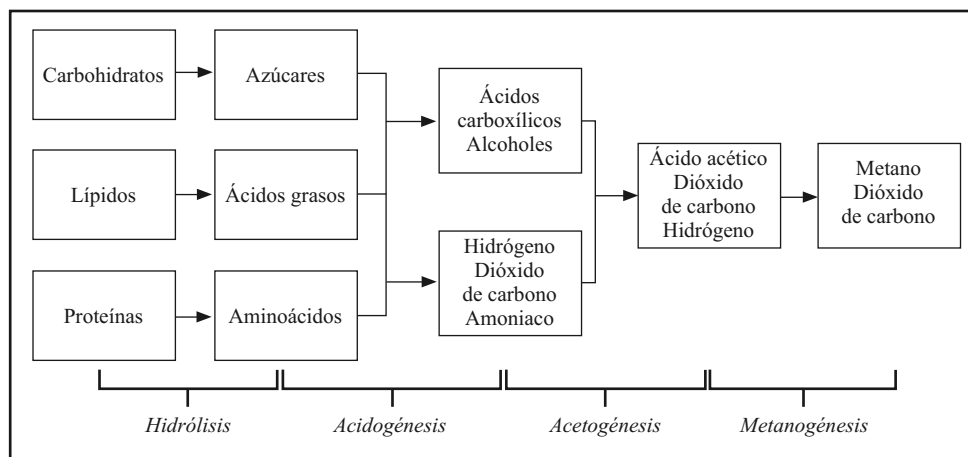 Carbohidratos
Azúcares
Lípidos
Ácidos grasos
Proteínas
Aminoácidos
Ácidos
carboxílicos
Alcoholes
Hidrógeno
Dióxido
de carbono
Amoniaco
Ácido acético
Dióxido
de carbono
Hidrógeno
Metano
Dióxido
de carbono
Hidrólisis
Acidogénesis
Acetogénesis
Metanogénesis